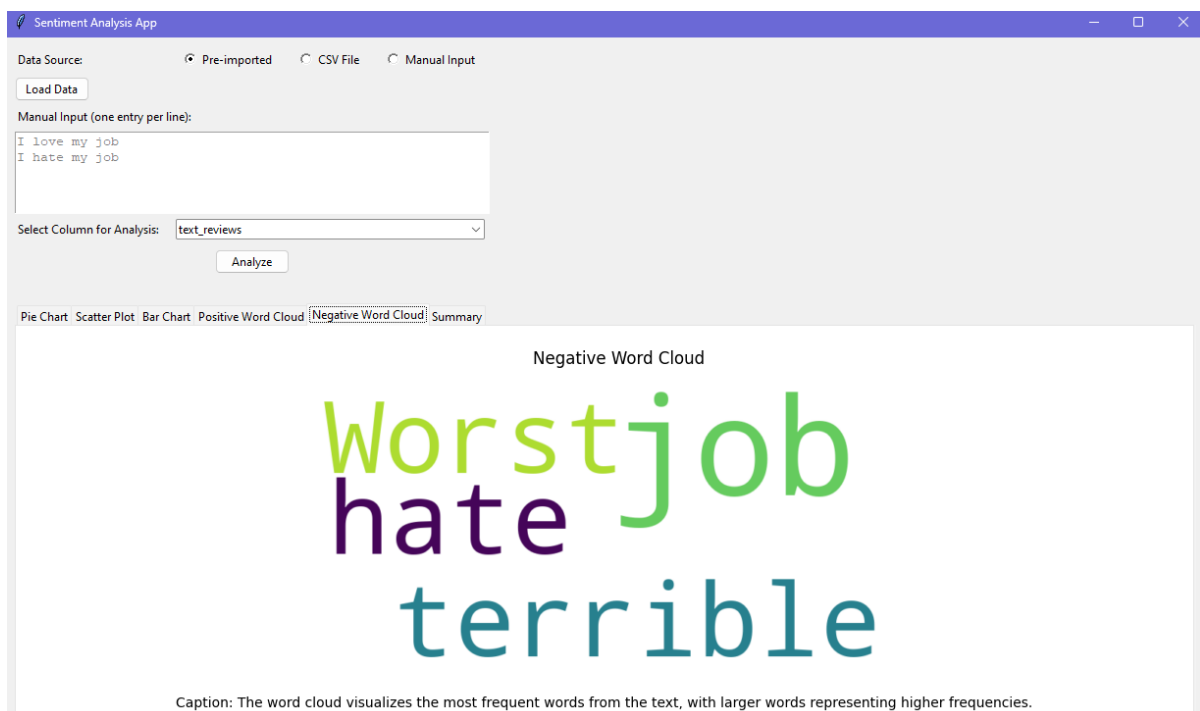 Sentiment Analysis App
Data Source: Pre-imported CSV File Manual Input
Load Data
Manual Input (one entry per line):
I love my job
I hate my job
Select Column for Analysis: text_reviews
Analyze
Pie Chart Scatter Plot Bar Chart Positive Word Cloud Negative Word Cloud Summary
Negative Word Cloud
Worst job
hate
terrible
Caption: The word cloud visualizes the most frequent words from the text, with larger words representing higher frequencies.